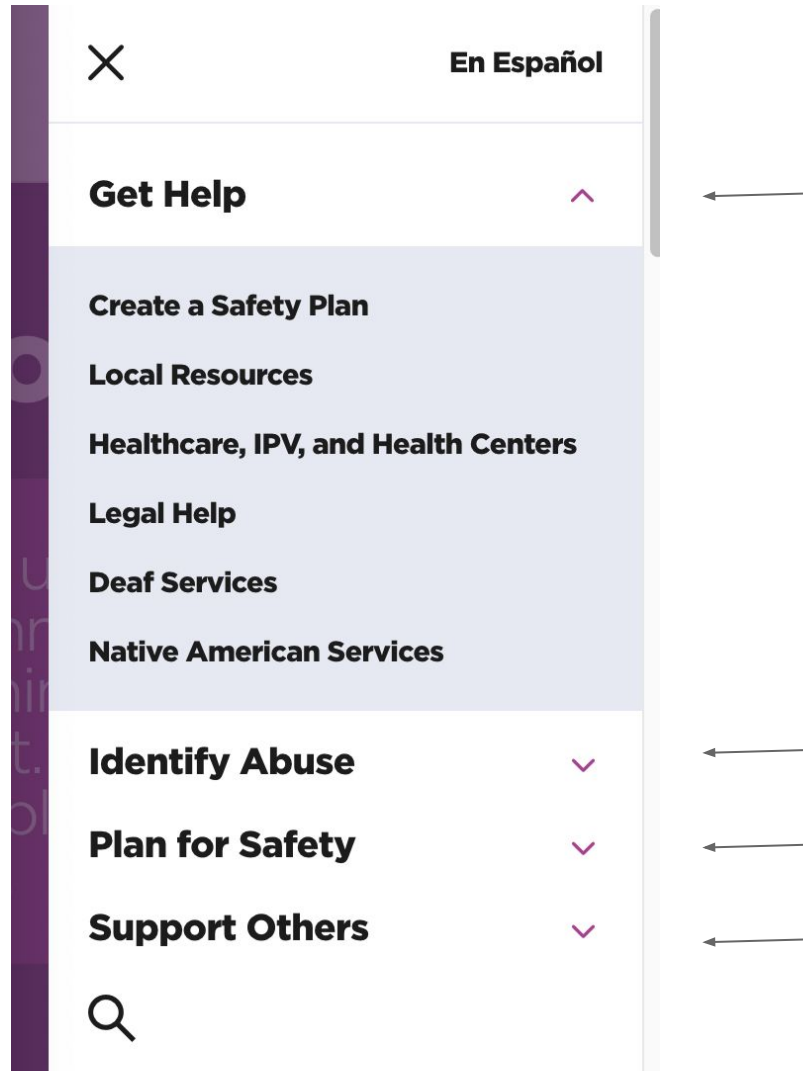 En Español
Get Help
Create a Safety Plan
Local Resources
Healthcare, IPV, and Health Centers
Legal Help
Deaf Services
Native American Services
Identify Abuse
Plan for Safety
Support Others